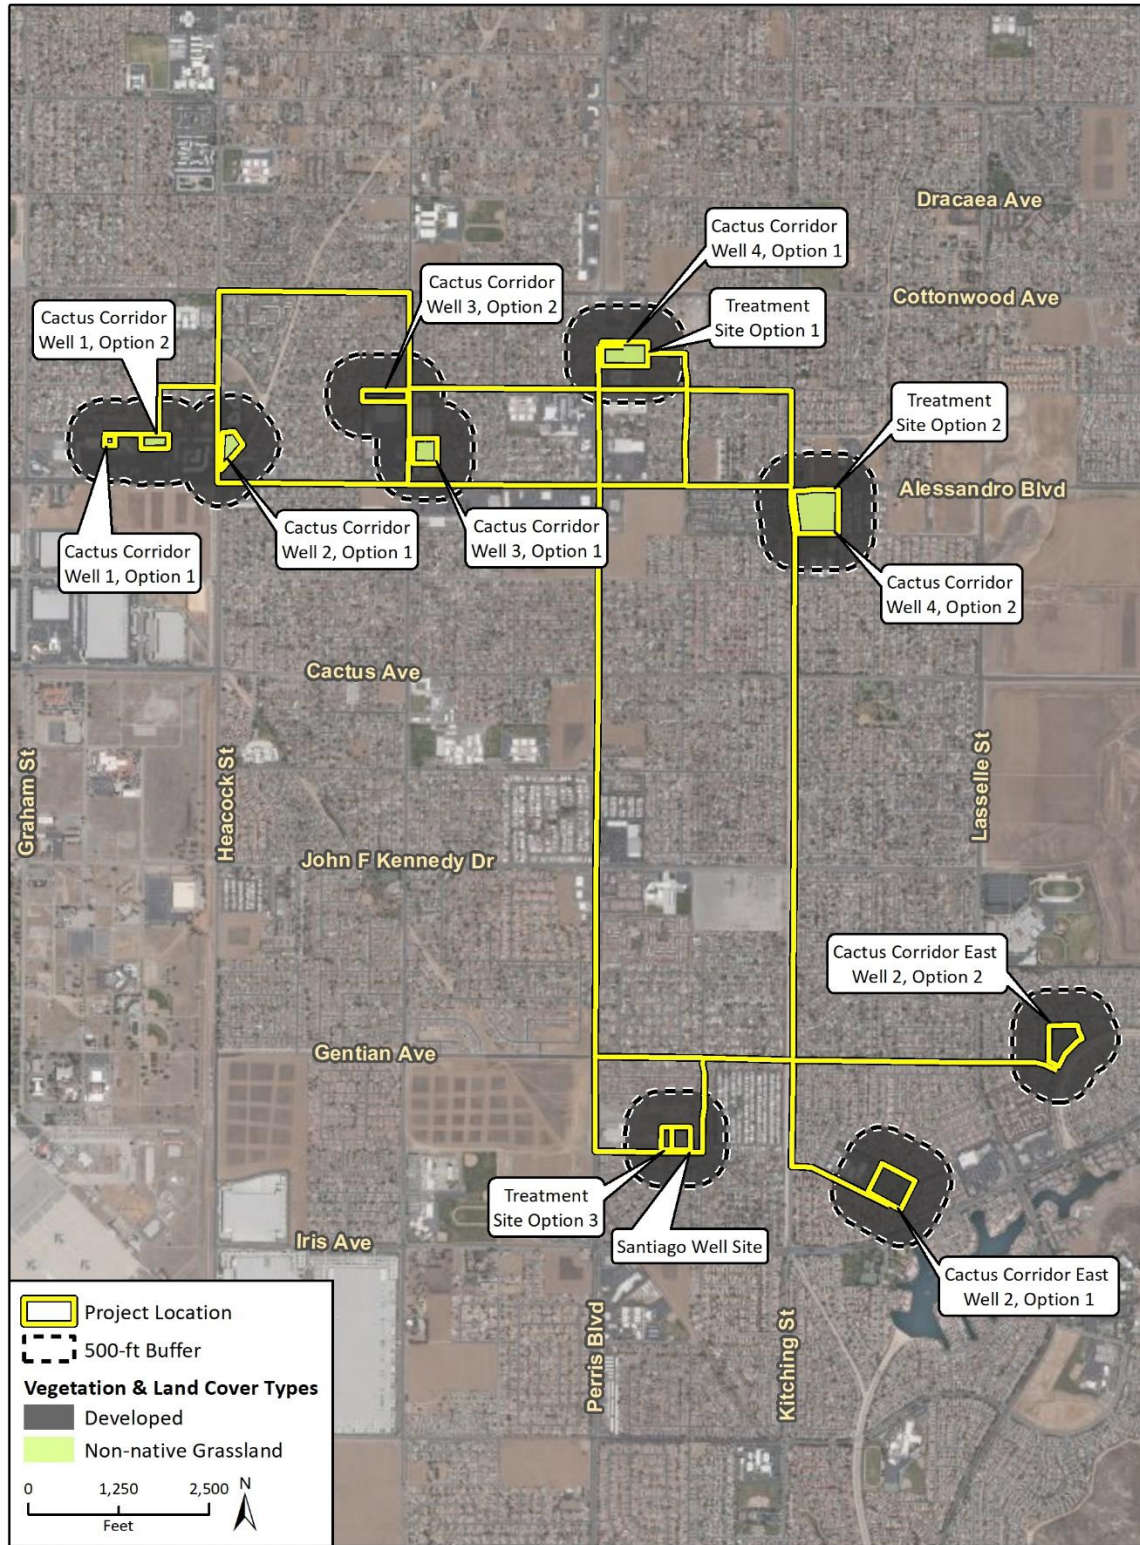 Dracaea Ave
Cactus Corridor
Well 4, Option 1
Cactus Corridor
Well 3, Option 2
Cottonwood Ave
Treatment
Site Option 1
Cactus Corridor
Well 1, Option 2
Treatment
Site Option 2
Alessandro Blvd
Cactus Corridor
Well 1, Option 1
Cactus Corridor
Well 2, Option 1
Cactus Corridor
Well 3, Option 1
Cactus Corridor
Well 4, Option 2
Cactus Ave
Graham St
Heacock St
Lasselle St
John F Kennedy Dr
Cactus Corridor East
Well 2, Option 2
Gentian Ave
Treatment
Site Option 3
Santiago Well Site
Iris Ave
Cactus Corridor East
Well 2, Option 1
Perris Blvd
Kitching St
Project Location
500-ft Buffer
Vegetation & Land Cover Types
Developed
Non-native Grassland
0 1,250 2,500
Feet
N